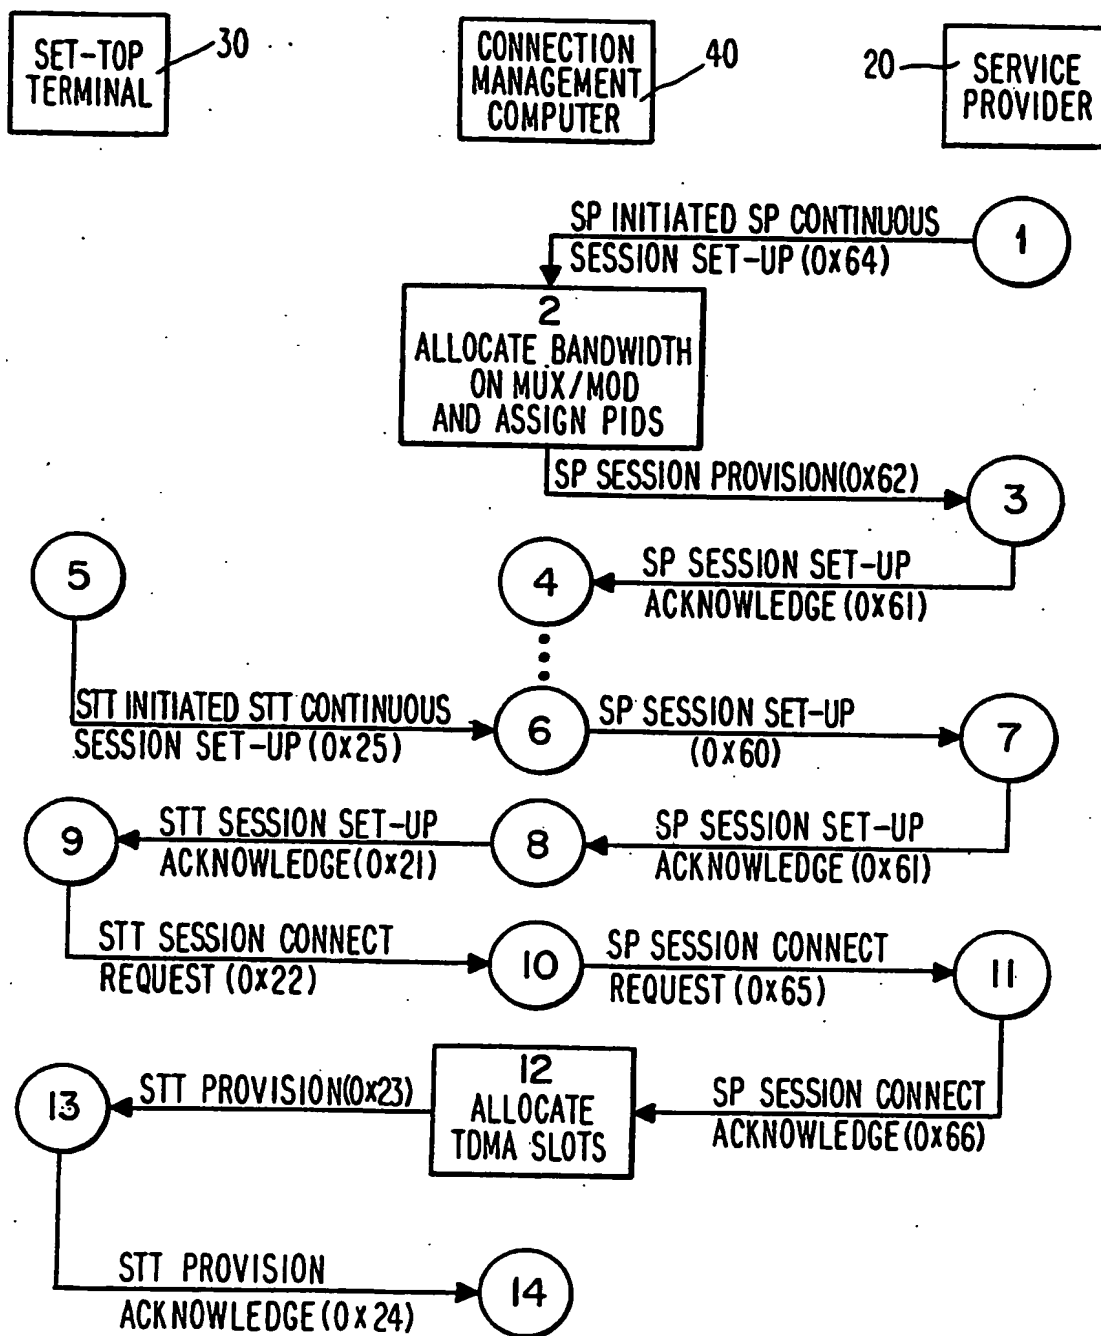 SET-TOP
TERMINAL
30
CONNECTION
MANAGEMENT
COMPUTER
40
20
SERVICE
PROVIDER
SP INITIATED SP CONTINUOUS
SESSION SET-UP (0X64)
1
2
ALLOCATE BANDWIDTH
ON MUX/MOD
AND ASSIGN PIDS
SP SESSION PROVISION(0X62)
3
5
4
SP SESSION SET-UP
ACKNOWLEDGE (0X61)
STT INITIATED STT CONTINUOUS
SESSION SET-UP (0X25)
6
SP SESSION SET-UP
(0X60)
7
9
STT SESSION SET-UP
ACKNOWLEDGE(0X21)
8
SP SESSION SET-UP
ACKNOWLEDGE (0X61)
STT SESSION CONNECT
REQUEST (0X22)
10
SP SESSION CONNECT
REQUEST (0X65)
11
13
STT PROVISION(0X23)
12
ALLOCATE
TDMA SLOTS
SP SESSION CONNECT
ACKNOWLEDGE(0X66)
STT PROVISION
ACKNOWLEDGE(0X24)
14